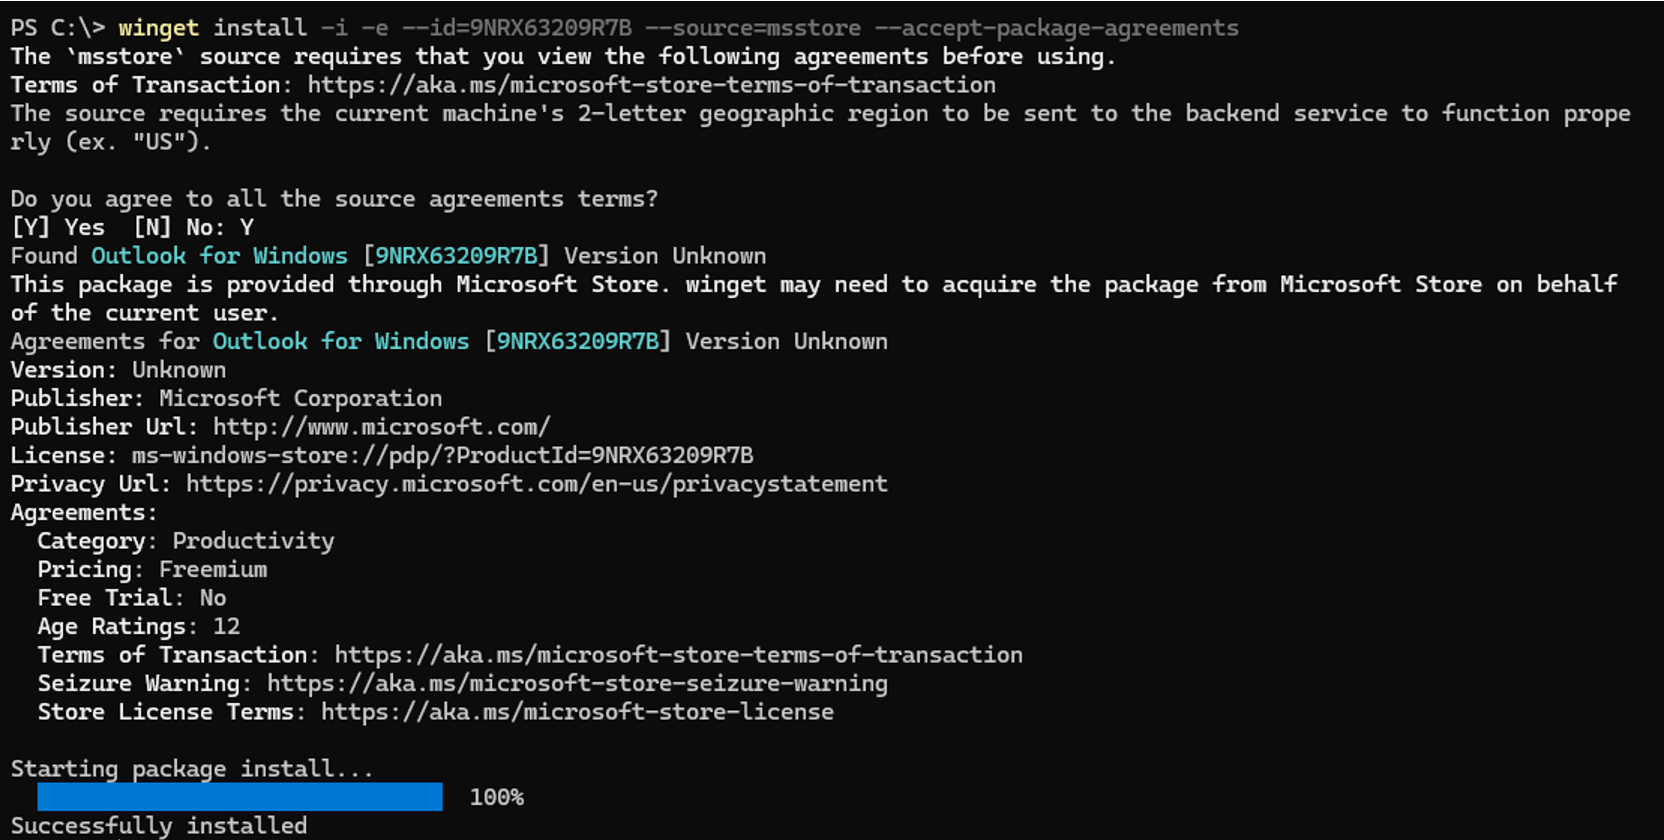 PS C:\> winget install -i -e --id=9NRX63209R7B --source=msstore --accept-package-agreements
The `msstore` source requires that you view the following agreements before using.
Terms of Transaction: https://aka.ms/microsoft-store-terms-of-transaction
The source requires the current machine's 2-letter geographic region to be sent to the backend service to function prope
rly (ex. "US").
Do you agree to all the source agreements terms?
[Y] Yes  [N] No: Y
Found Outlook for Windows [9NRX63209R7B] Version Unknown
This package is provided through Microsoft Store. winget may need to acquire the package from Microsoft Store on behalf
of the current user.
Agreements for Outlook for Windows [9NRX63209R7B] Version Unknown
Version: Unknown
Publisher: Microsoft Corporation
Publisher Url: http://www.microsoft.com/
License: ms-windows-store://pdp/?ProductId=9NRX63209R7B
Privacy Url: https://privacy.microsoft.com/en-us/privacystatement
Agreements:
  Category: Productivity
  Pricing: Freemium
  Free Trial: No
  Age Ratings: 12
  Terms of Transaction: https://aka.ms/microsoft-store-terms-of-transaction
  Seizure Warning: https://aka.ms/microsoft-store-seizure-warning
  Store License Terms: https://aka.ms/microsoft-store-license
Starting package install...
100%
Successfully installed